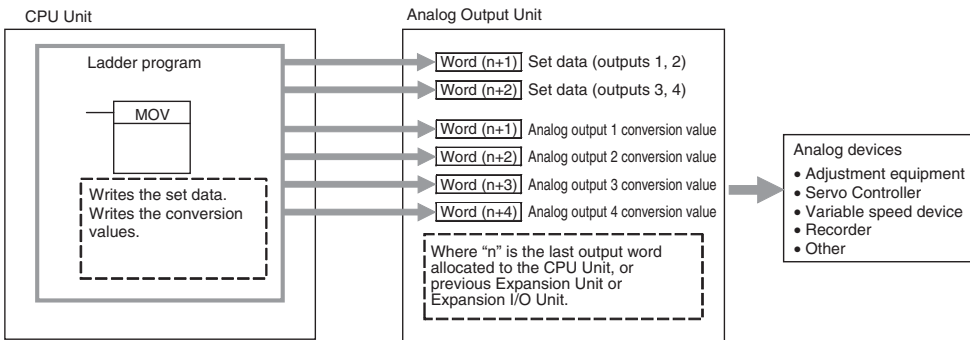 CPU Unit
Analog Output Unit
Ladder program
MOV
Writes the set data.
Writes the conversion
values.
Word (n+1) Set data (outputs 1, 2)
Word (n+2) Set data (outputs 3, 4)
Word (n+1) Analog output 1 conversion value
Word (n+2) Analog output 2 conversion value
Word (n+3) Analog output 3 conversion value
Word (n+4) Analog output 4 conversion value
Where “n” is the last output word
allocated to the CPU Unit, or
previous Expansion Unit or
Expansion I/O Unit.
Analog devices
• Adjustment equipment
• Servo Controller
• Variable speed device
• Recorder
• Other